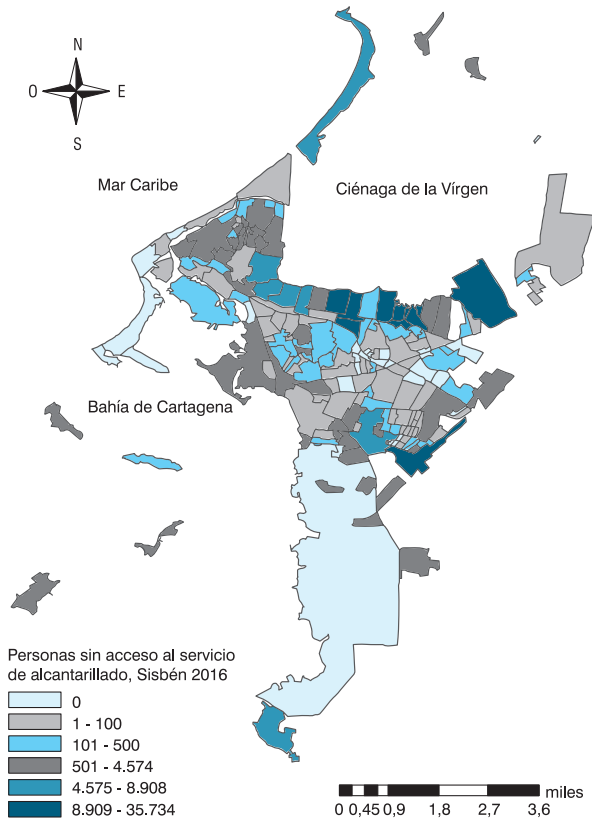 N
O E
S
Mar Caribe
Ciénaga de la Vírgen
Bahía de Cartagena
Personas sin acceso al servicio
de alcantarillado, Sisbén 2016
0
1 - 100
101 - 500
501 - 4.574
4.575 - 8.908
8.909 - 35.734
miles
0 0,45 0,9 1,8 2,7 3,6